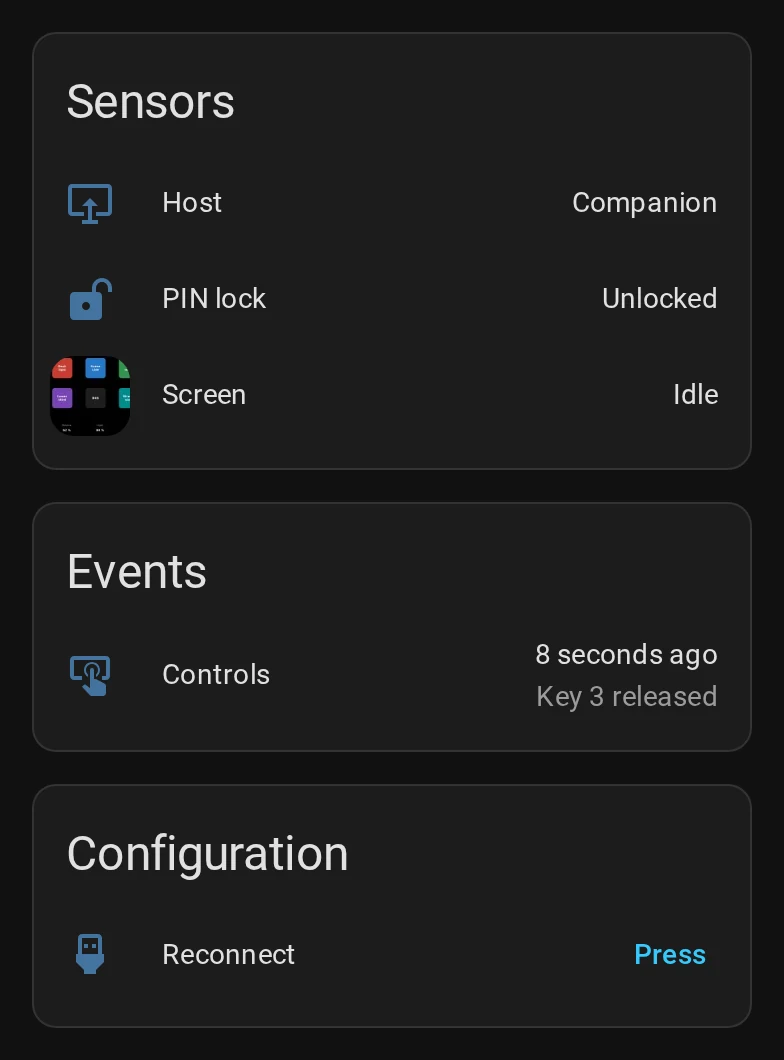 Sensors
Host
Companion
PIN lock
Unlocked
Screen
Idle
Events
Controls
8 seconds ago
Key 3 released
Configuration
Reconnect
Press